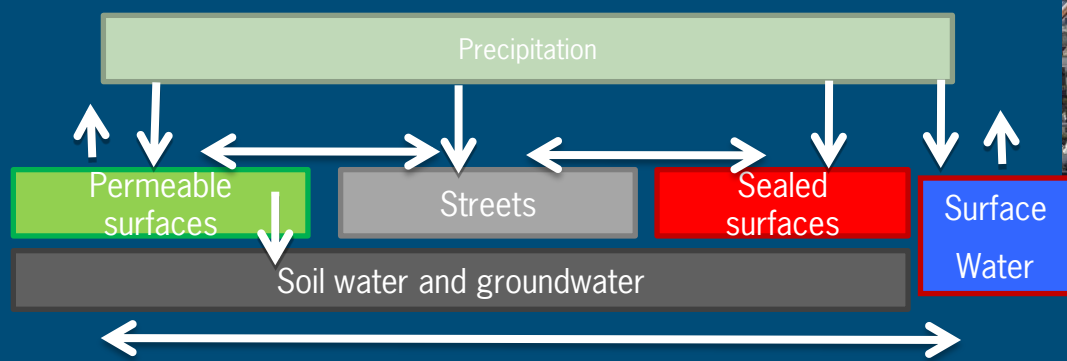 Precipitation
Permeable
surfaces
Streets
Sealed
surfaces
Surface
Water
Soil water and groundwater